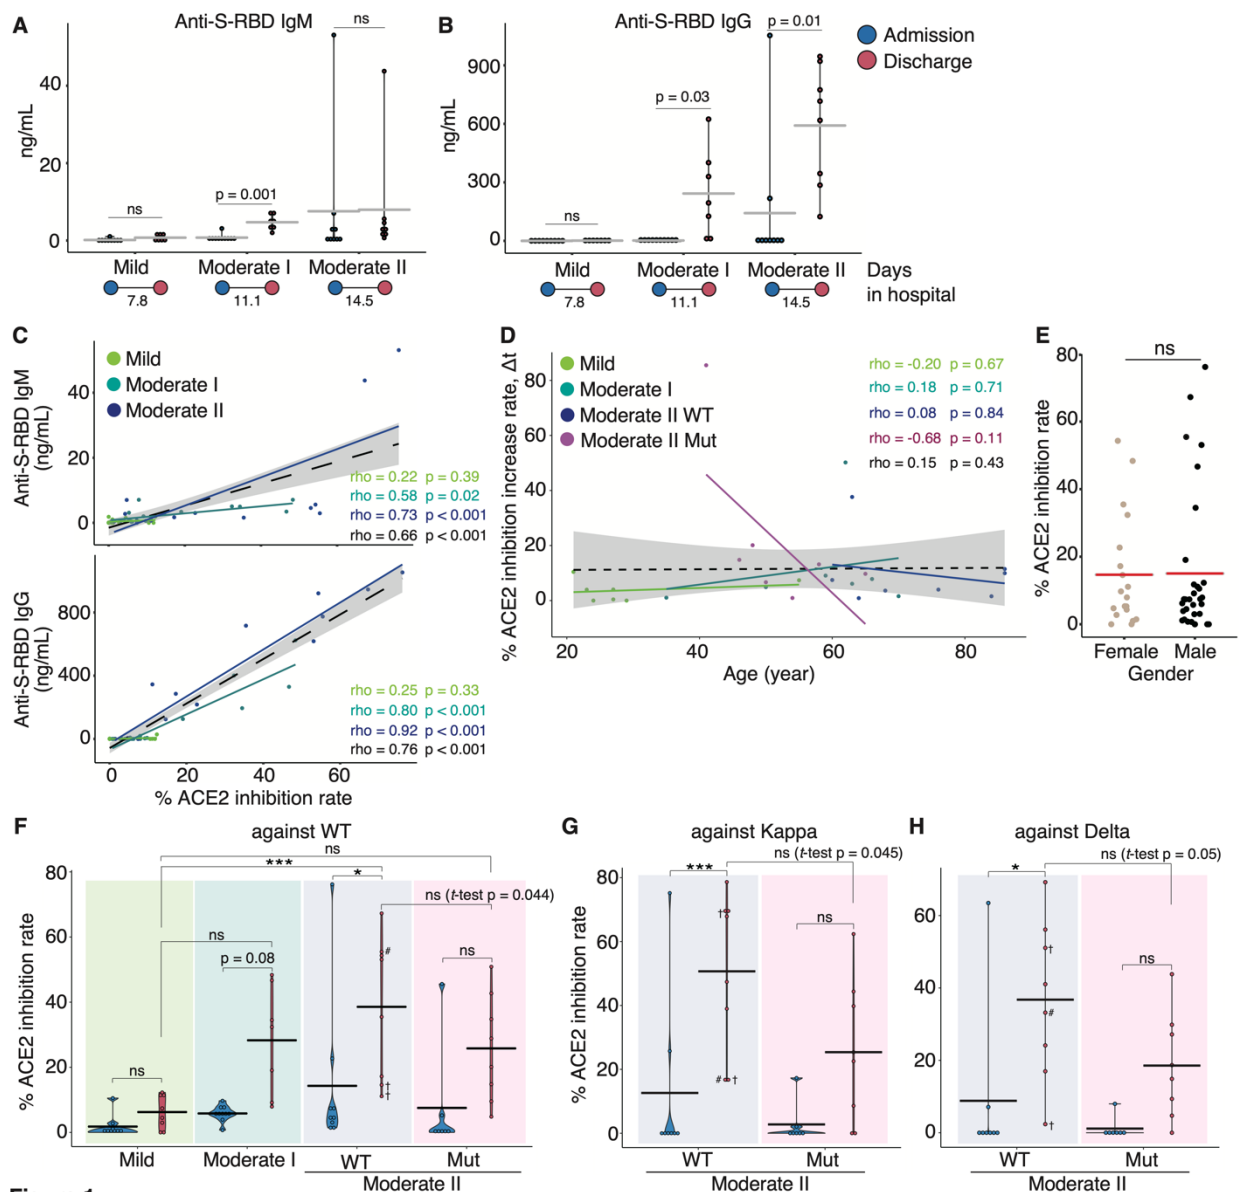 A
Anti-S-RBD IgM
ns
40
ng/mL
20
p = 0.001
ns
0
Mild
Moderate I
Moderate II
7.8
11.1
14.5
B
Anti-S-RBD IgG
p = 0.01
900
p = 0.03
ng/mL
600
300
ns
0
Mild
Moderate I
Moderate II
7.8
11.1
14.5
Days
in hospital
Admission
Discharge
C
Mild
Moderate I
Moderate II
Anti-S-RBD IgM
(ng/mL)
40
20
0
rho = 0.22 p = 0.39
rho = 0.58 p = 0.02
rho = 0.73 p < 0.001
rho = 0.66 p < 0.001
Anti-S-RBD IgG
(ng/mL)
800
400
0
rho = 0.25 p = 0.33
rho = 0.80 p < 0.001
rho = 0.92 p < 0.001
rho = 0.76 p < 0.001
0 20 40 60
% ACE2 inhibition rate
D
Mild
Moderate I
Moderate II WT
Moderate II Mut
rho = -0.20 p = 0.67
rho = 0.18 p = 0.71
rho = 0.08 p = 0.84
rho = -0.68 p = 0.11
rho = 0.15 p = 0.43
% ACE2 inhibition increase rate, Δt
80
60
40
20
0
20 40 60 80
Age (year)
E
ns
% ACE2 inhibition rate
80
60
40
20
0
Female Male
Gender
F
against WT
ns
***
*
ns (t-test p = 0.044)
ns
p = 0.08
ns
ns
#
†
†
% ACE2 inhibition rate
80
60
40
20
0
Mild
Moderate I
WT
Mut
Moderate II
G
against Kappa
ns (t-test p = 0.045)
***
ns
†
# †
% ACE2 inhibition rate
80
60
40
20
0
WT
Mut
Moderate II
H
against Delta
ns (t-test p = 0.05)
*
ns
†
#
†
% ACE2 inhibition rate
60
40
20
0
WT
Mut
Moderate II